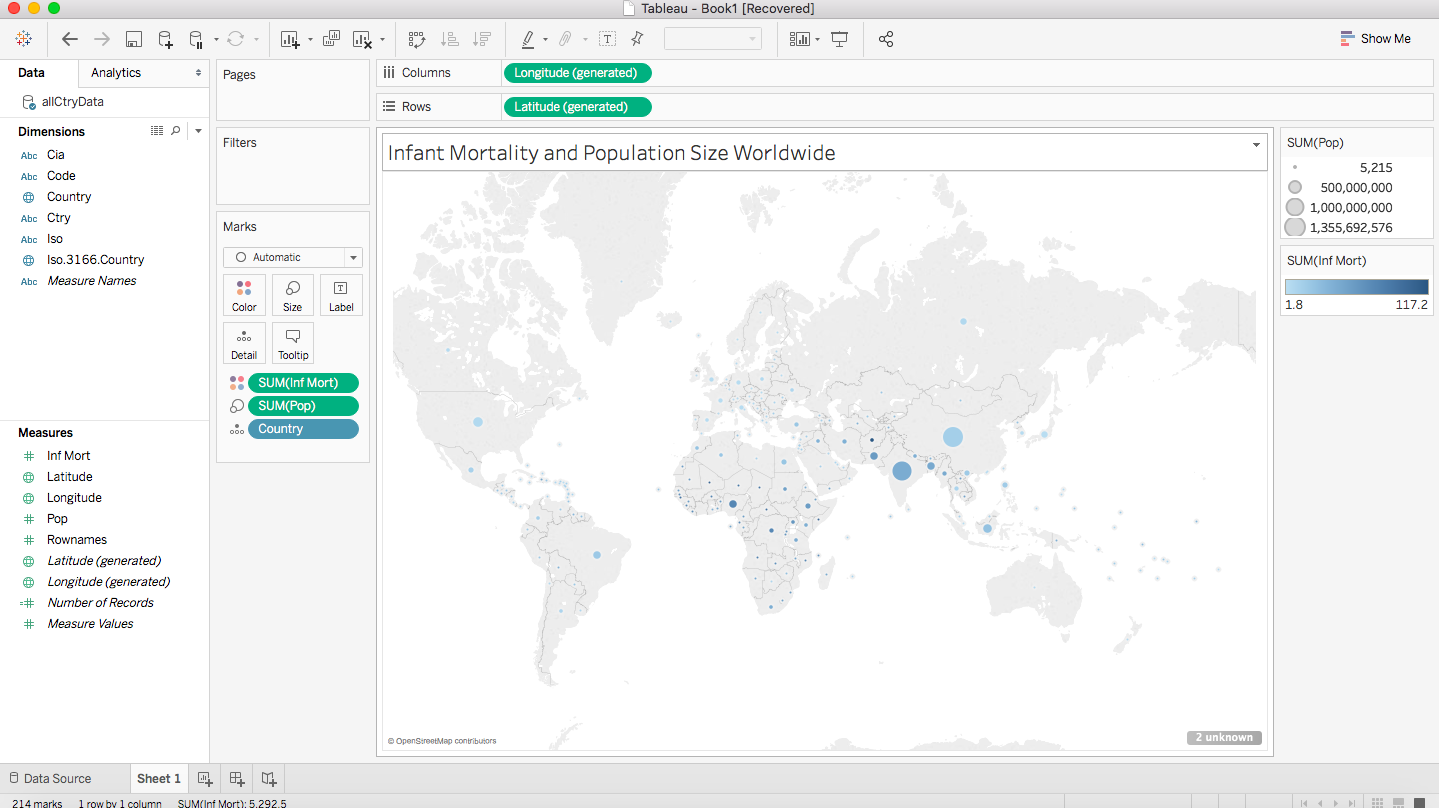 Tableau - Book1 [Recovered]
Show Me
Data
Analytics
allCtryData
Dimensions
Abc Cia
Abc Code
Country
Abc Ctry
Abc Iso
Iso.3166.Country
Abc Measure Names
Measures
Inf Mort
Latitude
Longitude
Pop
Rownames
Latitude (generated)
Longitude (generated)
Number of Records
Measure Values
Pages
Filters
Marks
Automatic
Color Size Label
Detail Tooltip
SUM(Inf Mort)
SUM(Pop)
Country
Columns Longitude (generated)
Rows Latitude (generated)
Infant Mortality and Population Size Worldwide
© OpenStreetMap contributors
2 unknown
SUM(Pop)
5,215
500,000,000
1,000,000,000
1,355,692,576
SUM(Inf Mort)
1.8 117.2
Data Source Sheet 1
214 marks 1 row by 1 column SUM(Inf Mort): 5,292.5